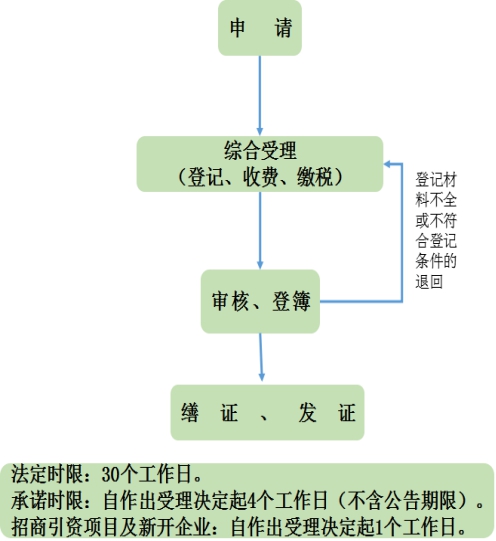 申 请
综合受理
（登记、收费、缴税）
登记材
料不全
或不符
合登记
条件的
退回
审核、登簿
缮 证 、 发 证
法定时限：30个工作日。
承诺时限：自作出受理决定起4个工作日（不含公告期限）。
招商引资项目及新开企业：自作出受理决定起1个工作日。